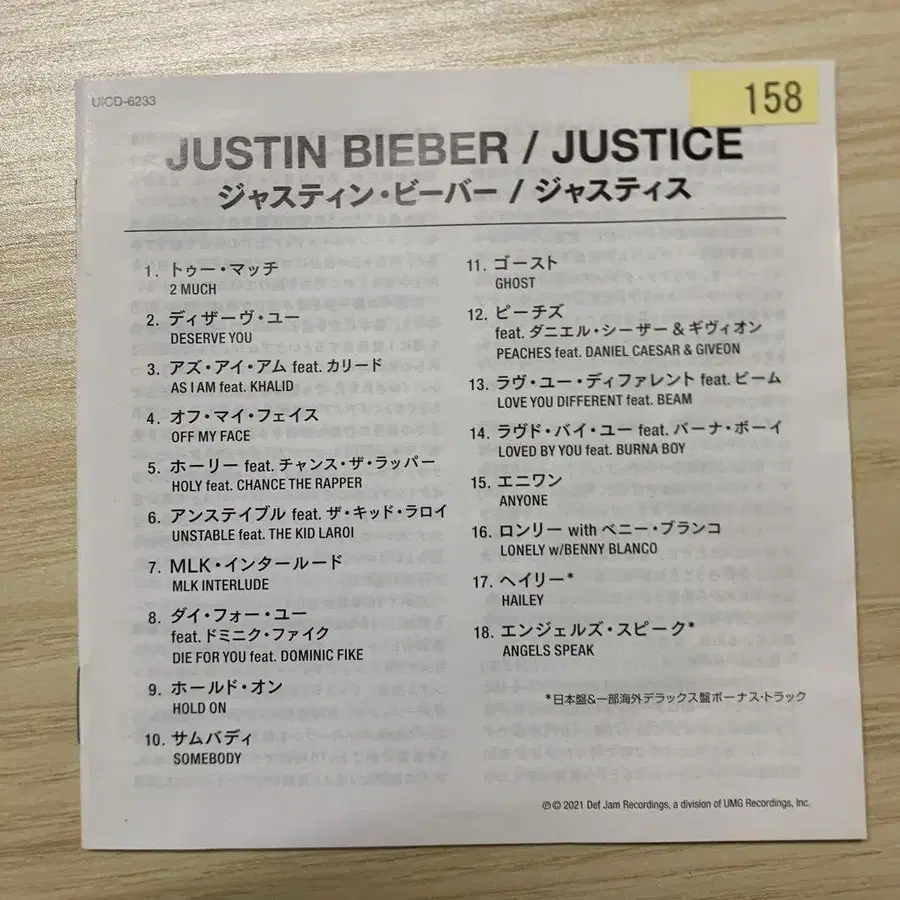 UICD-6233
158
JUSTIN BIEBER / JUSTICE
ジャスティン・ビーバー / ジャスティス
1. トゥー・マッチ
2 MUCH
2. ディザーヴ・ユー
DESERVE YOU
3. アズ・アイ・アム feat. カリード
AS I AM feat. KHALID
4. オフ・マイ・フェイス
OFF MY FACE
5. ホーリー feat. チャンス・ザ・ラッパー
HOLY feat. CHANCE THE RAPPER
6. アンステイブル feat. ザ・キッド・ラロイ
UNSTABLE feat. THE KID LAROI
7. MLK・インタールード
MLK INTERLUDE
8. ダイ・フォー・ユー
feat. ドミニク・ファイク
DIE FOR YOU feat. DOMINIC FIKE
9. ホールド・オン
HOLD ON
10. サムバディ
SOMEBODY
11. ゴースト
GHOST
12. ピーチズ
feat. ダニエル・シーザー & ギヴィオン
PEACHES feat. DANIEL CAESAR & GIVEON
13. ラヴ・ユー・ディファレント feat. ビーム
LOVE YOU DIFFERENT feat. BEAM
14. ラヴド・バイ・ユー feat. バーナ・ボーイ
LOVED BY YOU feat. BURNA BOY
15. エニワン
ANYONE
16. ロンリー with ベニー・ブランコ
LONELY w/BENNY BLANCO
17. ヘイリー*
HAILEY
18. エンジェルズ・スピーク*
ANGELS SPEAK
*日本盤&一部海外デラックス盤ボーナス・トラック
℗ © 2021 Def Jam Recordings, a division of UMG Recordings, Inc.